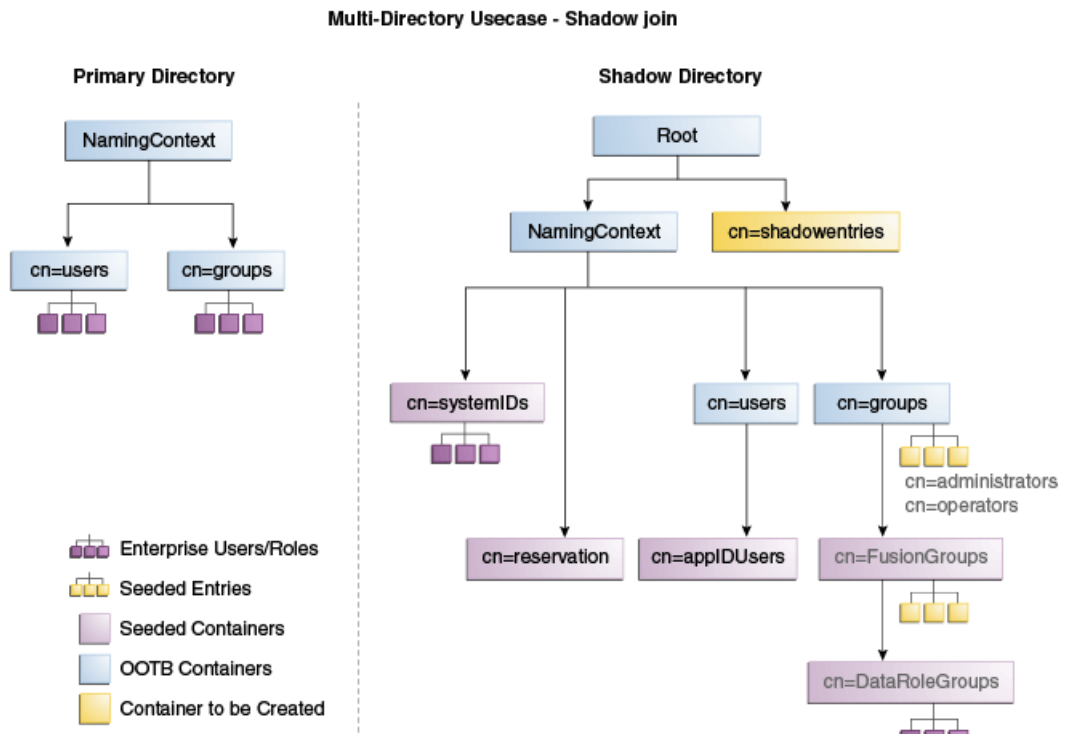 Multi-Directory Usecase - Shadow join
Primary Directory
NamingContext
cn=users
cn=groups
Shadow Directory
Root
NamingContext
cn=shadowentries
cn=systemIDs
cn=users
cn=groups
cn=administrators
cn=operators
cn=reservation
cn=appIDUsers
cn=FusionGroups
cn=DataRoleGroups
Enterprise Users/Roles
Seeded Entries
Seeded Containers
OOTB Containers
Container to be Created